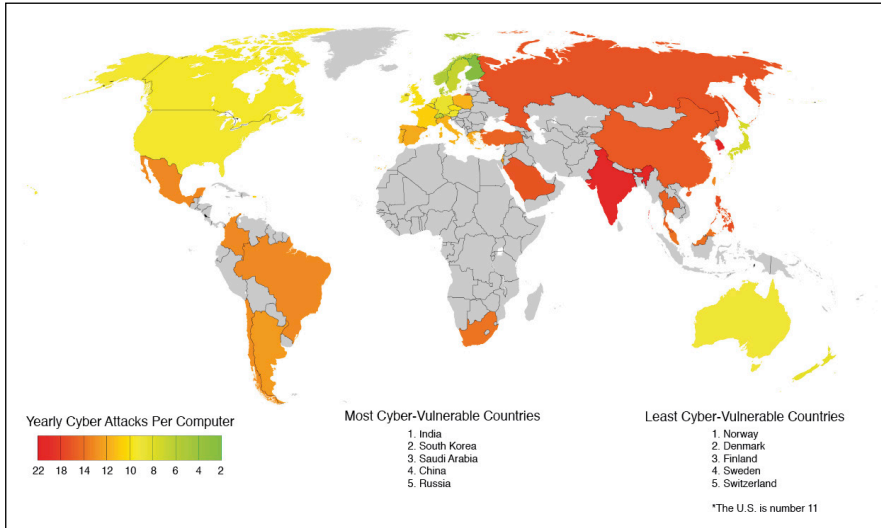 Yearly Cyber Attacks Per Computer
22 18 14 12 10 8 6 4 2
Most Cyber-Vulnerable Countries
1. India
2. South Korea
3. Saudi Arabia
4. China
5. Russia
Least Cyber-Vulnerable Countries
1. Norway
2. Denmark
3. Finland
4. Sweden
5. Switzerland
*The U.S. is number 11